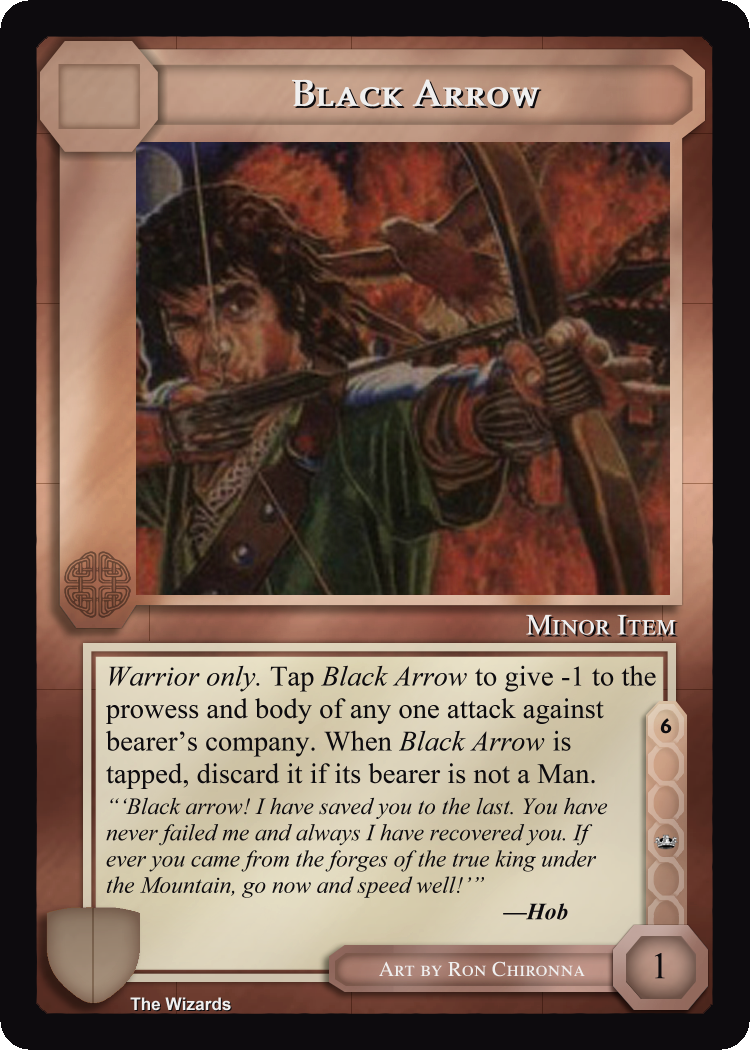 Black Arrow
Minor Item
Warrior only. Tap Black Arrow to give -1 to the
prowess and body of any one attack against
bearer’s company. When Black Arrow is
tapped, discard it if its bearer is not a Man.
“‘Black arrow! I have saved you to the last. You have
never failed me and always I have recovered you. If
ever you came from the forges of the true king under
the Mountain, go now and speed well!’”
—Hob
6
Art by Ron Chironna
1
The Wizards